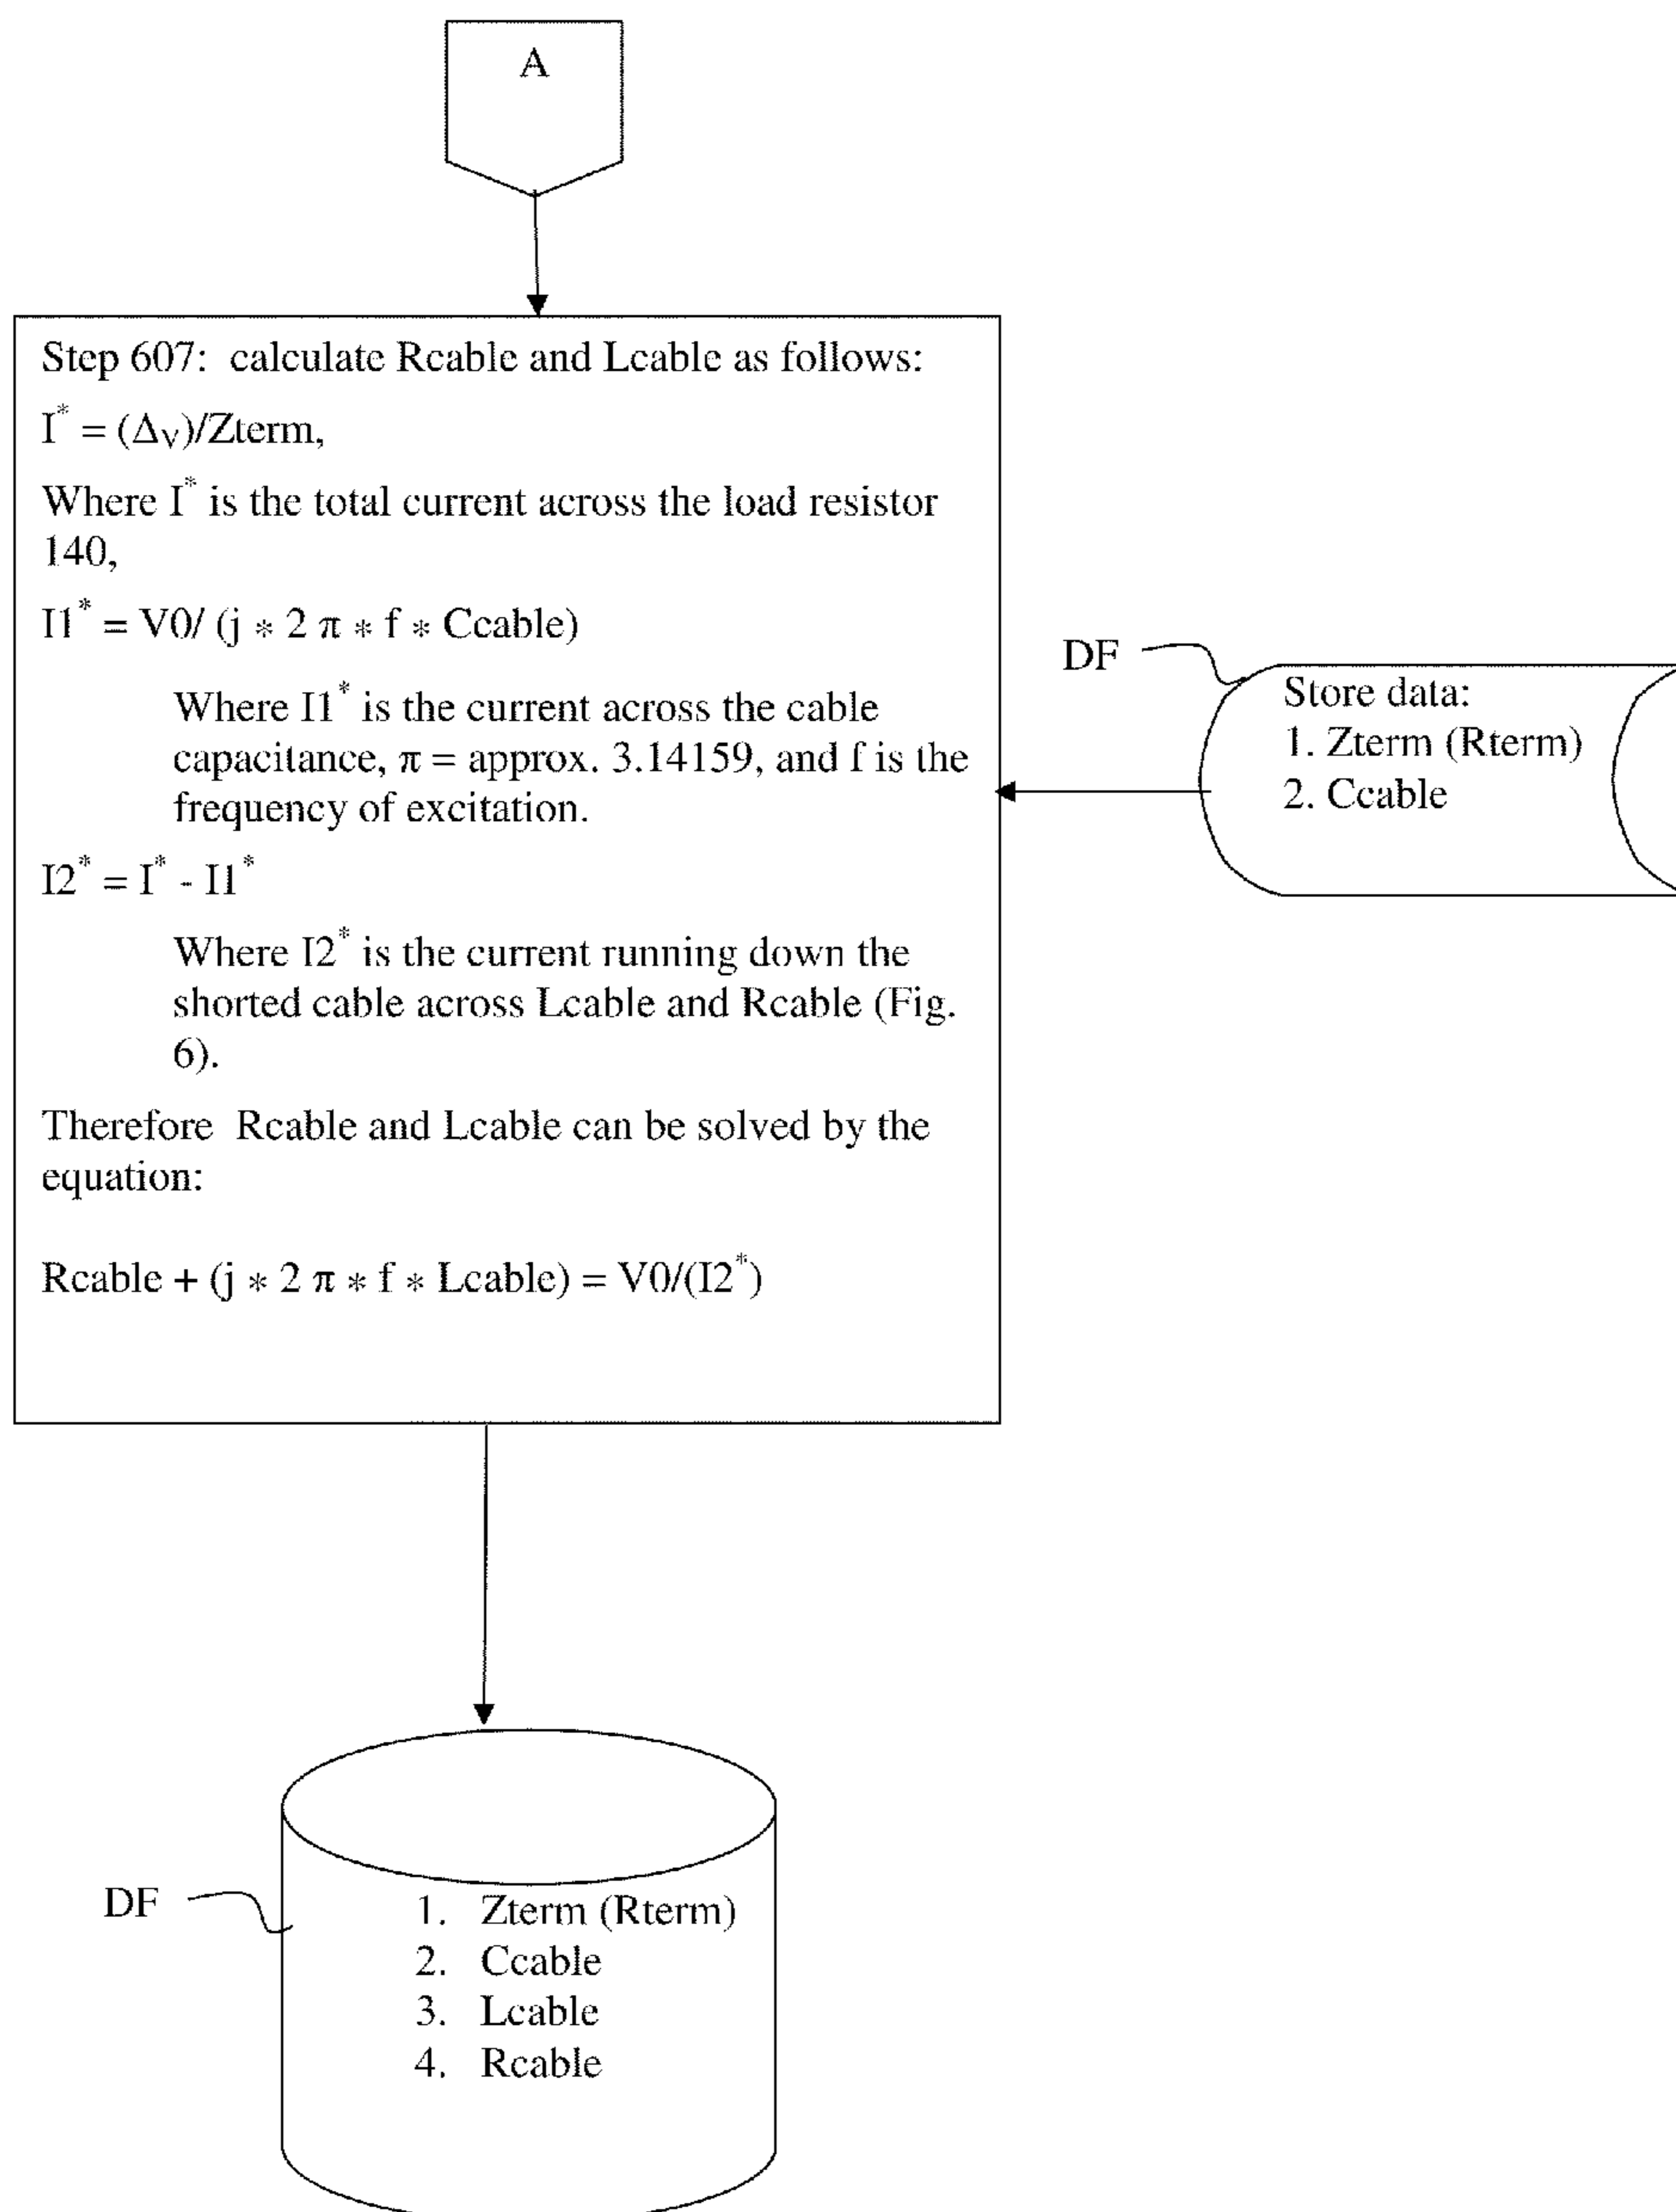 A
Step 607: calculate Rcable and Lcable as follows:
I* = (ΔV)/Zterm,
Where I* is the total current across the load resistor
140,
I1* = V0/ (j * 2 π * f * Ccable)
Where I1* is the current across the cable
capacitance, π = approx. 3.14159, and f is the
frequency of excitation.
I2* = I* - I1*
Where I2* is the current running down the
shorted cable across Lcable and Rcable (Fig.
6).
Therefore Rcable and Lcable can be solved by the
equation:
Rcable + (j * 2 π * f * Lcable) = V0/(I2*)
DF
Store data:
1. Zterm (Rterm)
2. Ccable
DF
1. Zterm (Rterm)
2. Ccable
3. Lcable
4. Rcable